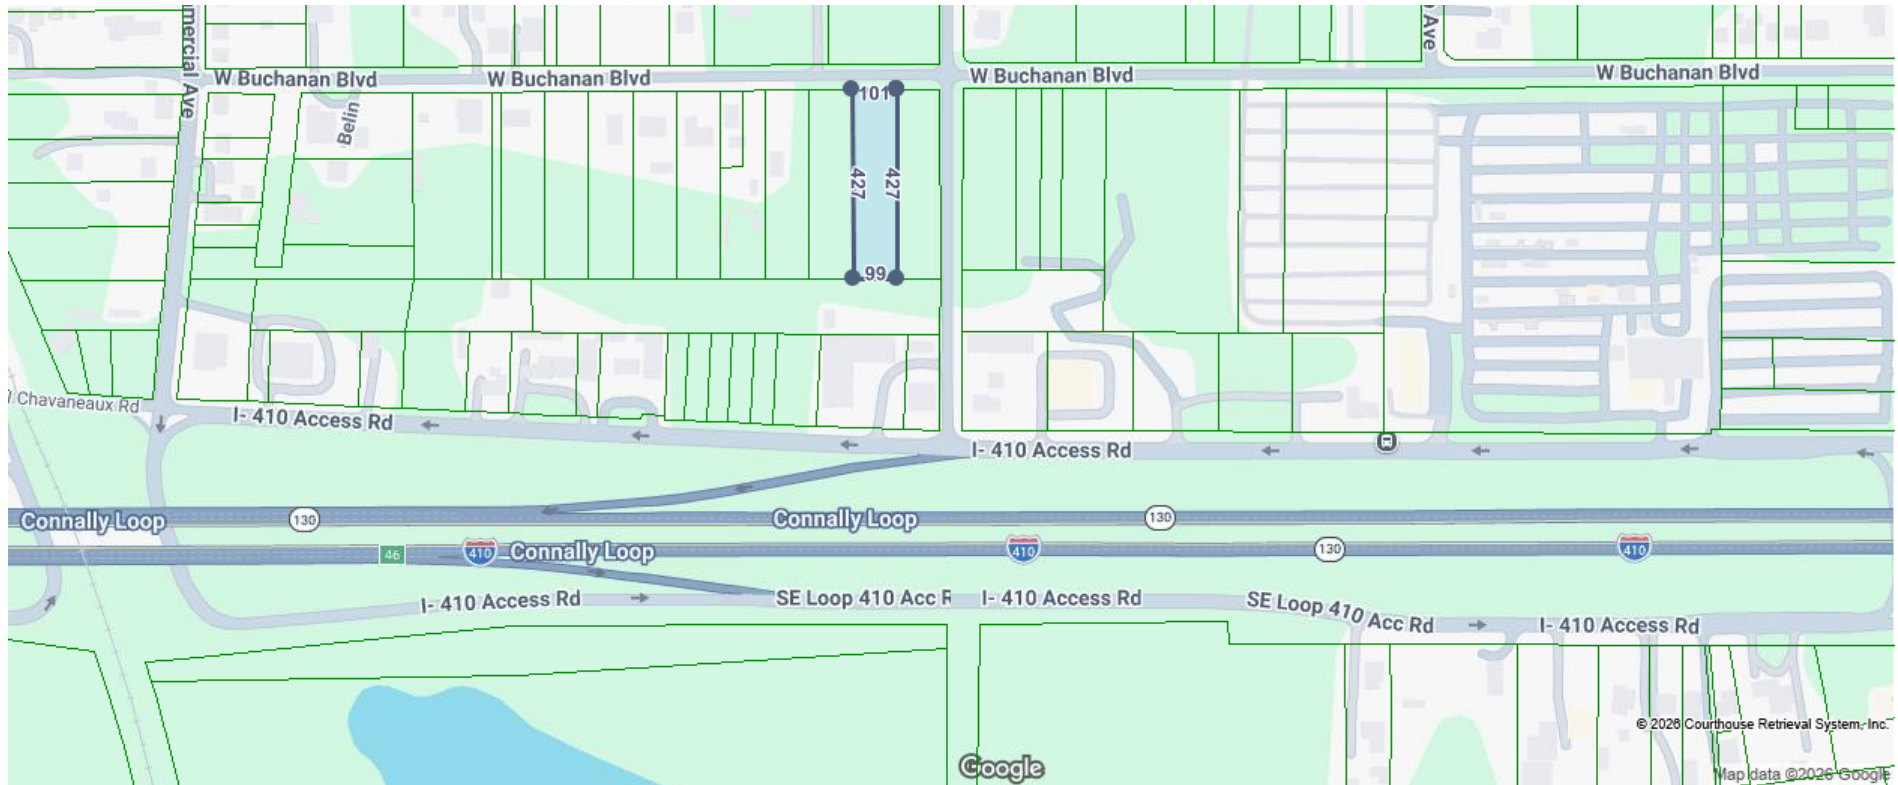 mercial Ave
Ave
W Buchanan Blvd
W Buchanan Blvd
W Buchanan Blvd
W Buchanan Blvd
Belin
101
427
427
99
Chavaneaux Rd
I- 410 Access Rd
I- 410 Access Rd
Connally Loop
130
Connally Loop
130
46
410
Connally Loop
410
130
410
I- 410 Access Rd
SE Loop 410 Acc R
I- 410 Access Rd
SE Loop 410 Acc Rd
I- 410 Access Rd
© 2026 Courthouse Retrieval System, Inc.
Google
Map data ©2026 Google